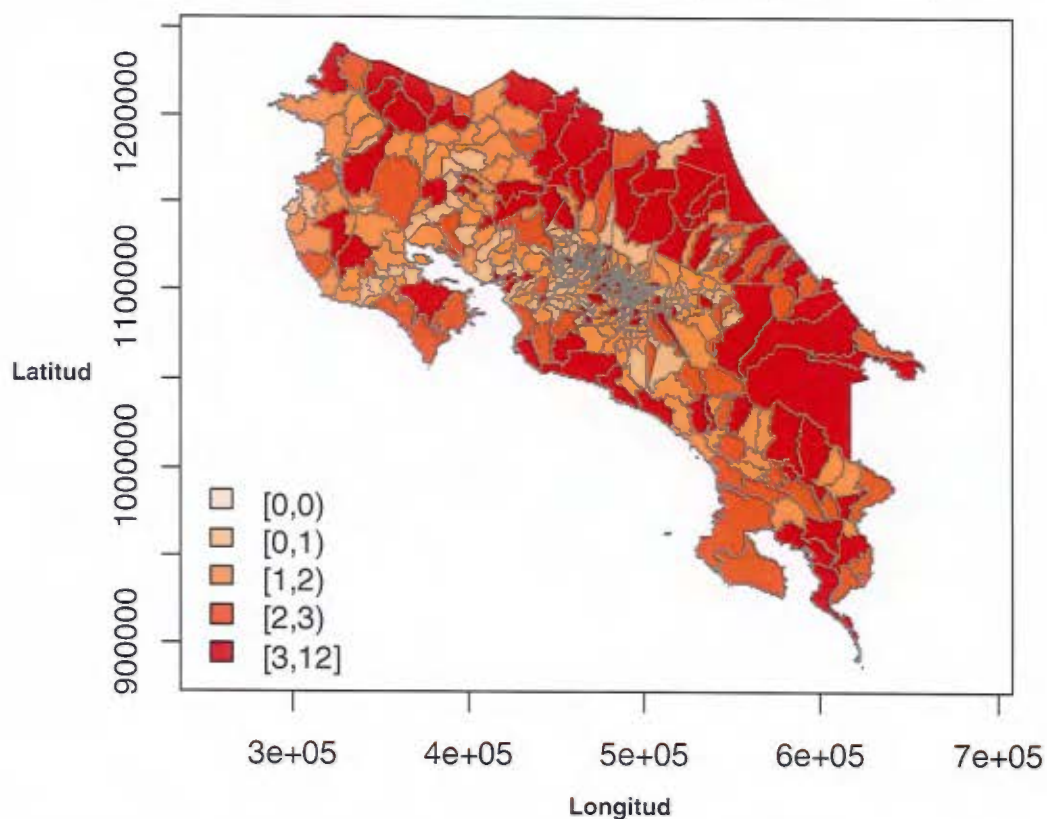 1200000
1100000
1000000
900000
Latitud
[0,0)
[0,1)
[1,2)
[2,3)
[3,12]
3e+05
4e+05
5e+05
6e+05
7e+05
Longitud